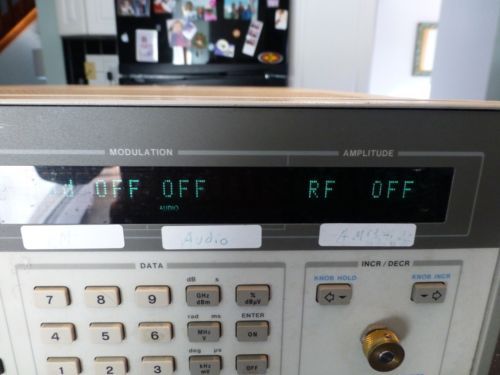 MODULATION
AMPLITUDE
d OFF OFF RF OFF
AUDIO
Audio
DATA
INCR / DECR
dB s
KNOB HOLD KNOB INCR
7 8 9 GHz dBm % dBµV
rad ms ENTER
4 5 6 MHz V ON
deg µs
1 2 3 kHz mV OFF